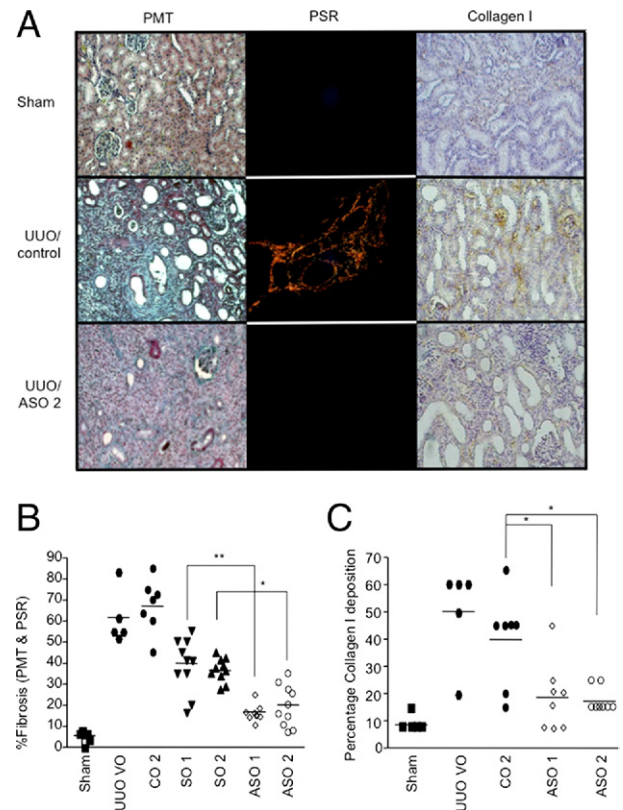 A
PMT PSR Collagen I
Sham
UUO/
control
UUO/
ASO 2
B
**
*
%Fibrosis (PMT & PSR)
90
80
70
60
50
40
30
20
10
0
Sham
UUO VO
CO 2
SO 1
SO 2
ASO 1
ASO 2
C
*
*
Percentage Collagen I deposition
70
60
50
40
30
20
10
0
Sham
UUO VO
CO 2
ASO 1
ASO 2